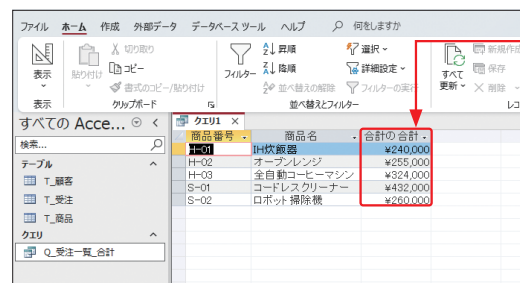 ファイル ホーム 作成 外部データ データベース ツール ヘルプ 何をしますか
表示
表示
貼り付け
切り取り
コピー
書式のコピー/貼り付け
クリップボード
フィルター
昇順
降順
並べ替えの解除
選択
詳細設定
フィルターの実行
並べ替えとフィルター
すべて
更新
新規作成
保存
削除
レコ
すべての Acce...
検索...
テーブル
T_顧客
T_受注
T_商品
クエリ
Q_受注一覧_合計
クエリ1
商品番号 商品名 合計の合計
H-01 IH炊飯器 ¥240,000
H-02 オーブンレンジ ¥255,000
H-03 全自動コーヒーマシン ¥324,000
S-01 コードレスクリーナー ¥432,000
S-02 ロボット掃除機 ¥260,000